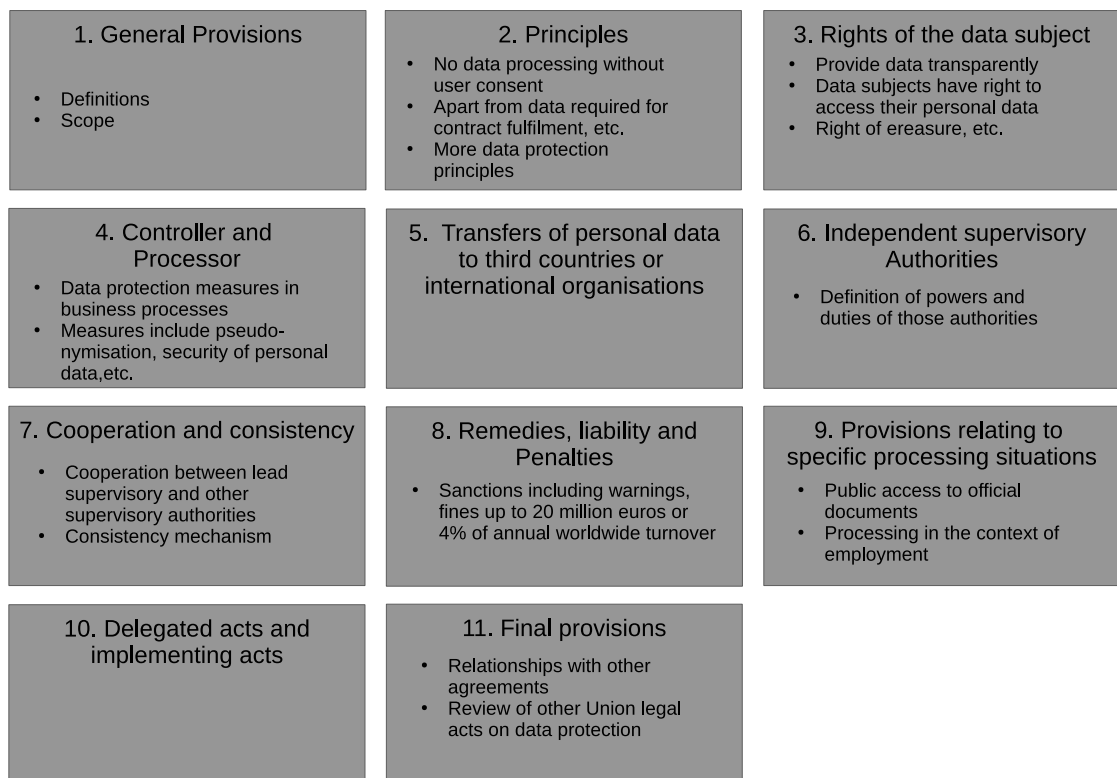 1. General Provisions
• Definitions
• Scope
2. Principles
• No data processing without
user consent
• Apart from data required for
contract fulfilment, etc.
• More data protection
principles
3. Rights of the data subject
• Provide data transparently
• Data subjects have right to
access their personal data
• Right of ereasure, etc.
4. Controller and
Processor
• Data protection measures in
business processes
• Measures include pseudo-
nymisation, security of personal
data,etc.
5. Transfers of personal data
to third countries or
international organisations
6. Independent supervisory
Authorities
• Definition of powers and
duties of those authorities
7. Cooperation and consistency
• Cooperation between lead
supervisory and other
supervisory authorities
• Consistency mechanism
8. Remedies, liability and
Penalties
• Sanctions including warnings,
fines up to 20 million euros or
4% of annual worldwide turnover
9. Provisions relating to
specific processing situations
• Public access to official
documents
• Processing in the context of
employment
10. Delegated acts and
implementing acts
11. Final provisions
• Relationships with other
agreements
• Review of other Union legal
acts on data protection